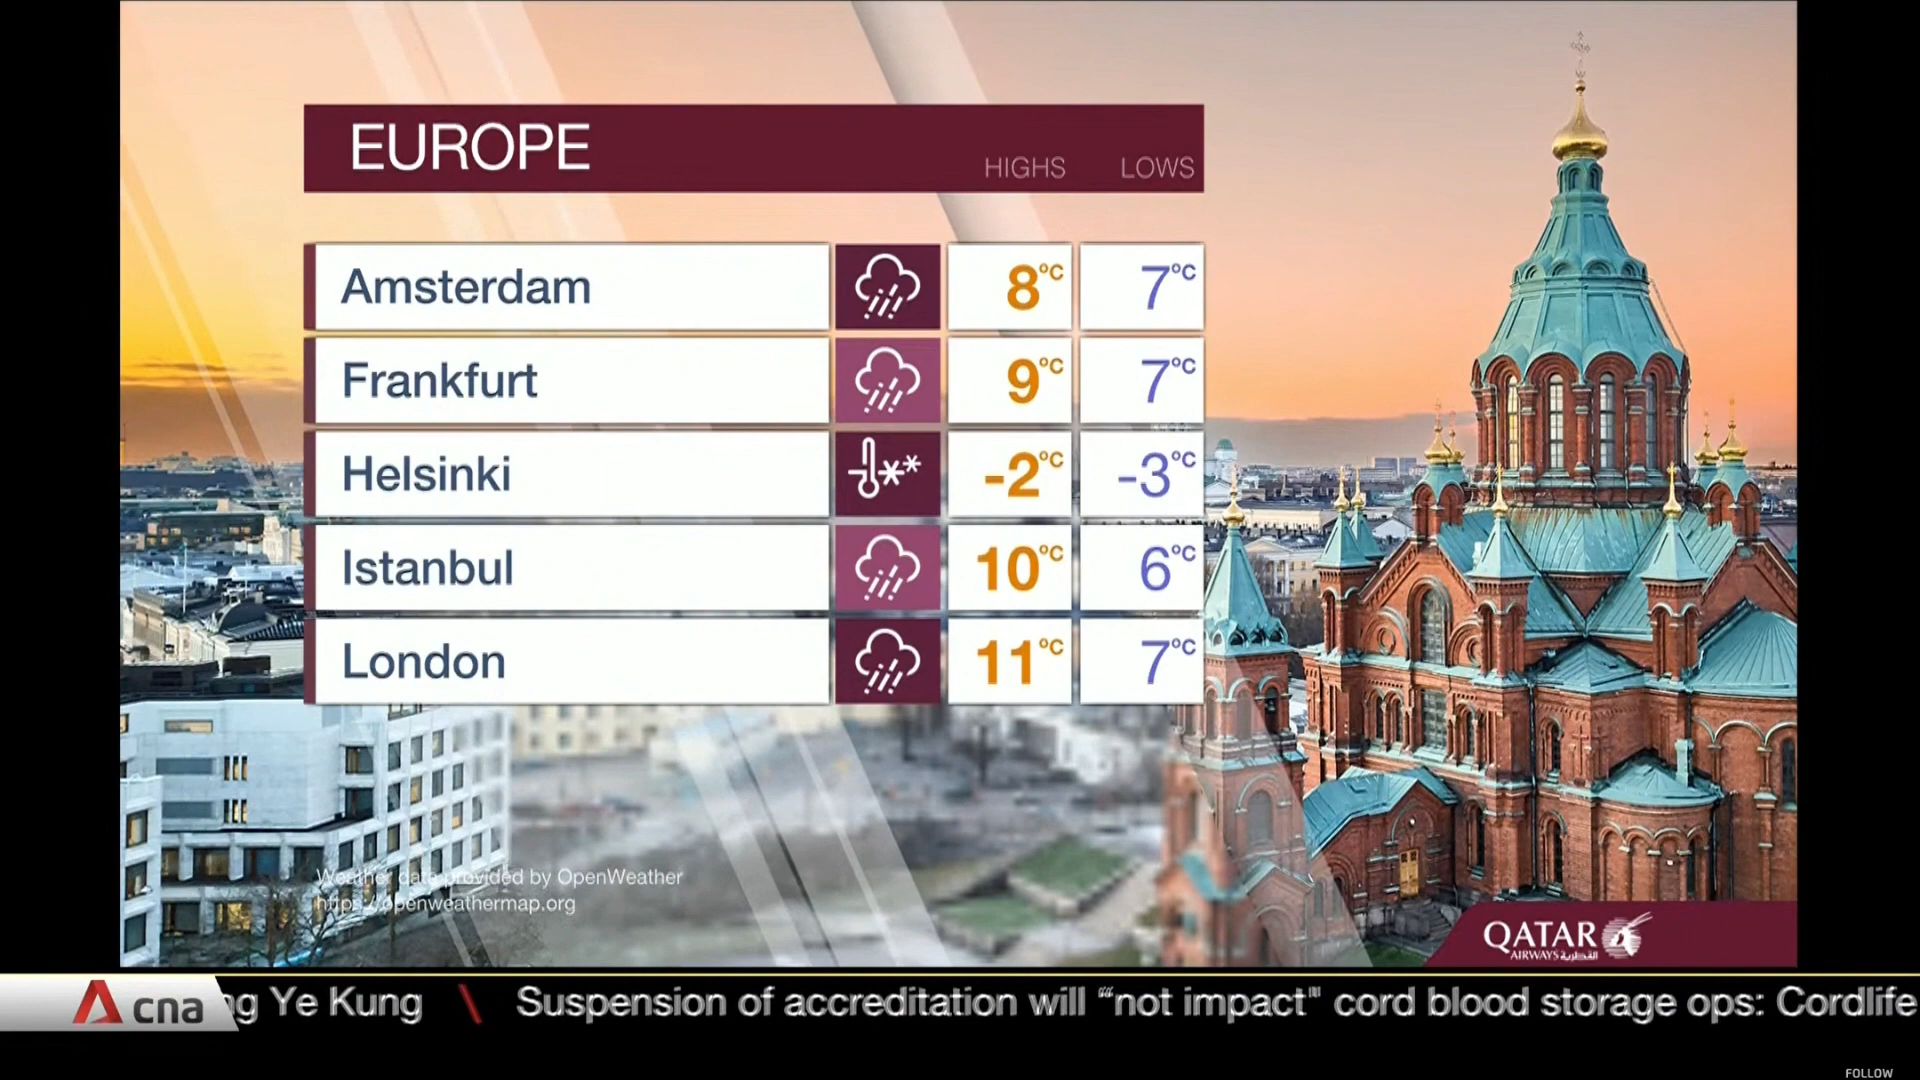 EUROPE
HIGHS LOWS
Amsterdam 8°C 7°C
Frankfurt 9°C 7°C
Helsinki -2°C -3°C
Istanbul 10°C 6°C
London 11°C 7°C
Weather data provided by OpenWeather
https://openweathermap.org
QATAR
AIRWAYS القطرية
cna g Ye Kung \ Suspension of accreditation will "not impact" cord blood storage ops: Cordlife
FOLLOW